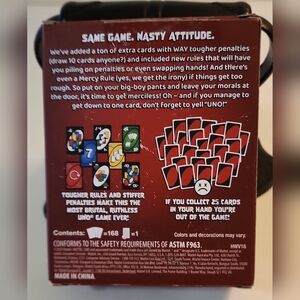 SAME GAME. NASTY ATTITUDE.
We've added a ton of extra cards with WAY tougher penalties
(draw 10 cards anyone?) and included new rules that will have
you piling on penalties or even swapping hands! And there's
even a Mercy Rule (yes, we get the irony) if things get too
rough. So put on your big-boy pants and leave your morals at
the door, it's time to get merciless! Oh – and if you manage to
get down to one card, don't forget to yell "UNO!"
TOUGHER RULES AND STIFFER
PENALTIES MAKE THIS THE
MOST BRUTAL, RUTHLESS
UNO® GAME EVER!
IF YOU COLLECT 25 CARDS
IN YOUR HAND YOU'RE
OUT OF THE GAME!
Contents: =168 =1
Colors and decorations may vary.
CONFORMS TO THE SAFETY REQUIREMENTS OF ASTM F963.
#HWV18
MADE IN CHINA.